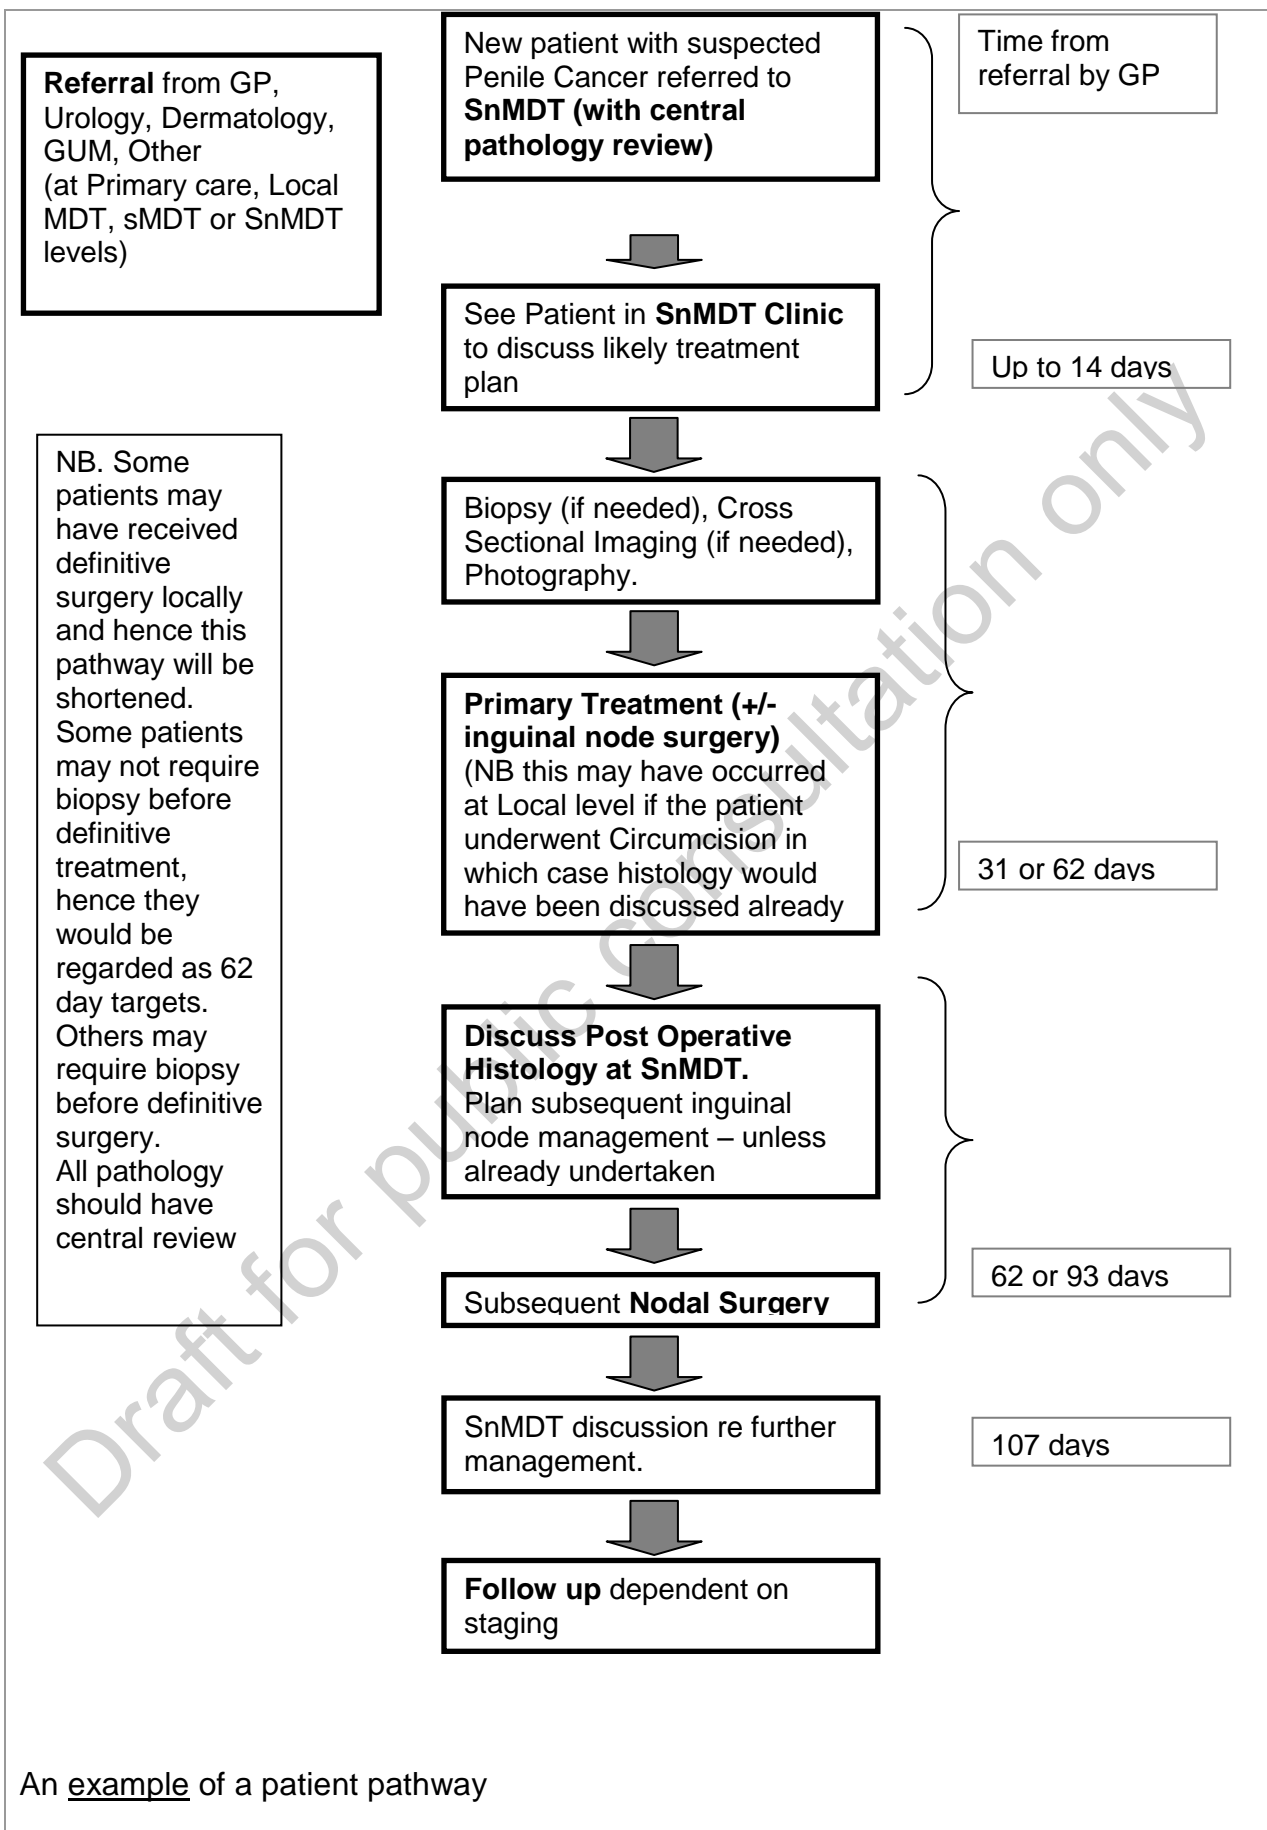 Referral from GP,
Urology, Dermatology,
GUM, Other
(at Primary care, Local
MDT, sMDT or SnMDT
levels)
New patient with suspected
Penile Cancer referred to
SnMDT (with central
pathology review)
Time from
referral by GP
See Patient in SnMDT Clinic
to discuss likely treatment
plan
Up to 14 days
NB. Some
patients may
have received
definitive
surgery locally
and hence this
pathway will be
shortened.
Some patients
may not require
biopsy before
definitive
treatment,
hence they
would be
regarded as 62
day targets.
Others may
require biopsy
before definitive
surgery.
All pathology
should have
central review
Biopsy (if needed), Cross
Sectional Imaging (if needed),
Photography.
Primary Treatment (+/-
inguinal node surgery)
(NB this may have occurred
at Local level if the patient
underwent Circumcision in
which case histology would
have been discussed already
31 or 62 days
Discuss Post Operative
Histology at SnMDT.
Plan subsequent inguinal
node management – unless
already undertaken
Subsequent Nodal Surgery
62 or 93 days
SnMDT discussion re further
management.
107 days
Follow up dependent on
staging
An example of a patient pathway
Draft for public consultation only